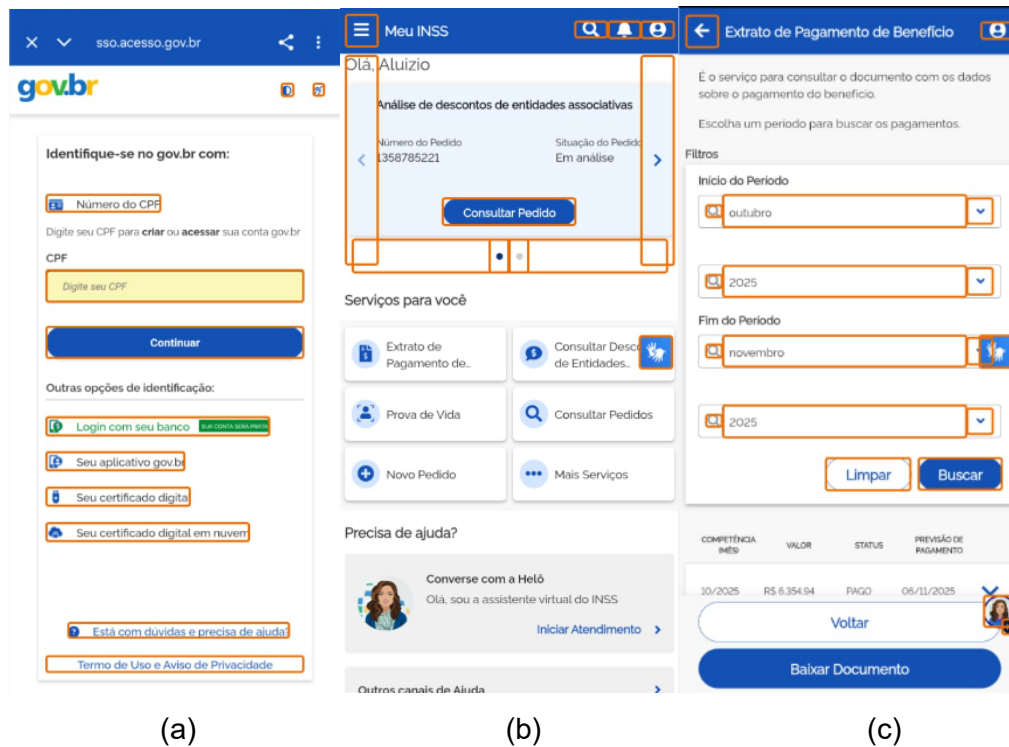 sso.acesso.gov.br
gov.br
Identifique-se no gov.br com:
Número do CPF
Digite seu CPF para criar ou acessar sua conta gov.br
CPF
Digite seu CPF
Continuar
Outras opções de identificação:
Login com seu banco SUA CONTA SERÁ PRATA
Seu aplicativo gov.br
Seu certificado digital
Seu certificado digital em nuvem
Está com dúvidas e precisa de ajuda?
Termo de Uso e Aviso de Privacidade
(a)
Meu INSS
Olá, Aluizio
Análise de descontos de entidades associativas
Número do Pedido Situação do Pedido
1358785221 Em análise
Consultar Pedido
Serviços para você
Extrato de
Pagamento de...
Consultar Desc
de Entidades...
Prova de Vida
Consultar Pedidos
Novo Pedido
Mais Serviços
Precisa de ajuda?
Converse com a Helô
Olá, sou a assistente virtual do INSS
Iniciar Atendimento
Outros canais de Ajuda
(b)
Extrato de Pagamento de Benefício
É o serviço para consultar o documento com os dados
sobre o pagamento do benefício.
Escolha um período para buscar os pagamentos.
Filtros
Início do Período
outubro
2025
Fim do Período
novembro
2025
Limpar Buscar
COMPETÊNCIA (MÊS) VALOR STATUS PREVISÃO DE PAGAMENTO
10/2025 R$ 6.354,94 PAGO 06/11/2025
Voltar
Baixar Documento
(c)